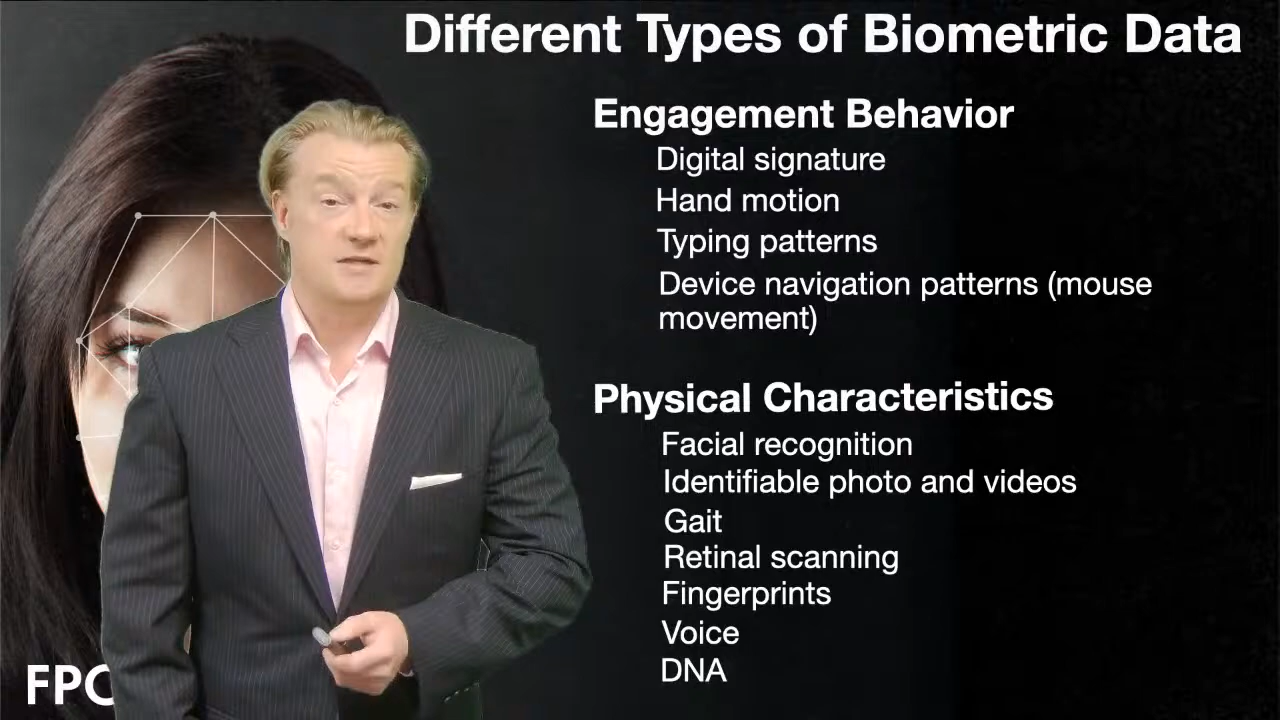 Different Types of Biometric Data
Engagement Behavior
Digital signature
Hand motion
Typing patterns
Device navigation patterns (mouse
movement)
Physical Characteristics
Facial recognition
Identifiable photo and videos
Gait
Retinal scanning
Fingerprints
Voice
DNA